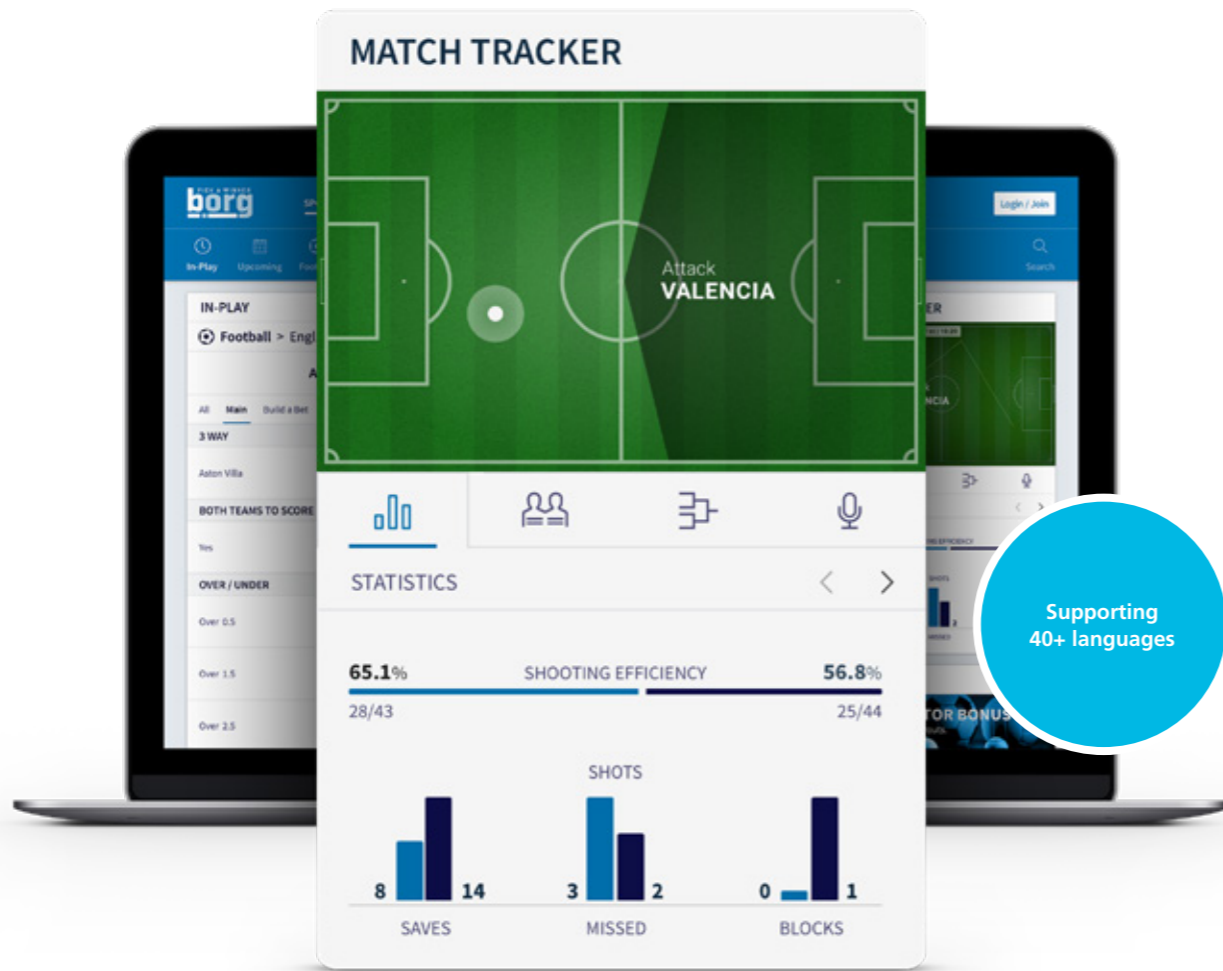 MATCH TRACKER
Attack
VALENCIA
STATISTICS
65.1%
SHOOTING EFFICIENCY
56.8%
28/43
25/44
SHOTS
8
14
3
2
0
1
SAVES
MISSED
BLOCKS
borg
Login / Join
In-Play
Upcoming
Search
IN-PLAY
Football >
All
Main
Build a Bet
3 WAY
Aston Villa
BOTH TEAMS TO SCORE
Yes
OVER / UNDER
Over 0.5
Over 1.5
Over 2.5
Supporting
40+ languages